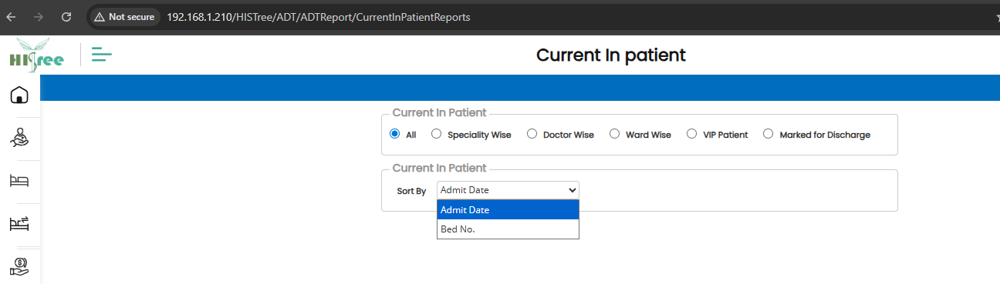 Not secure 192.168.1.210/HISTree/ADT/ADTReport/CurrentInPatientReports
HISTree
Current In patient
Current In Patient
All Speciality Wise Doctor Wise Ward Wise VIP Patient Marked for Discharge
Current In Patient
Sort By Admit Date
Admit Date
Bed No.